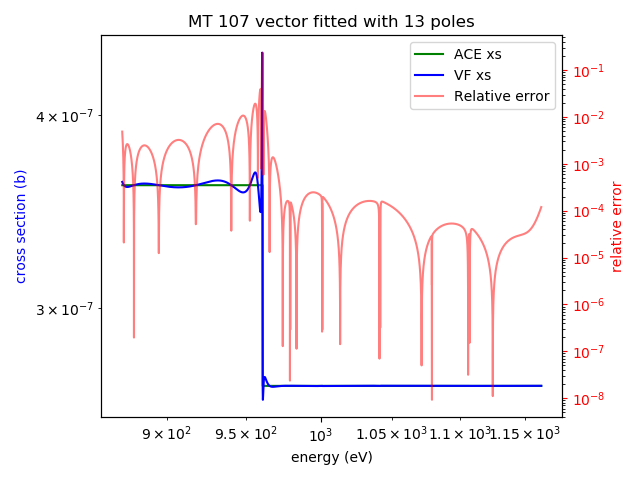 MT 107 vector fitted with 13 poles
ACE xs
VF xs
Relative error
cross section (b)
4 × 10⁻⁷
3 × 10⁻⁷
10⁻¹
10⁻²
10⁻³
10⁻⁴
10⁻⁵
10⁻⁶
10⁻⁷
10⁻⁸
relative error
9 × 10² 9.5 × 10² 10³ 1.05 × 10³ 1.1 × 10³ 1.15 × 10³
energy (eV)